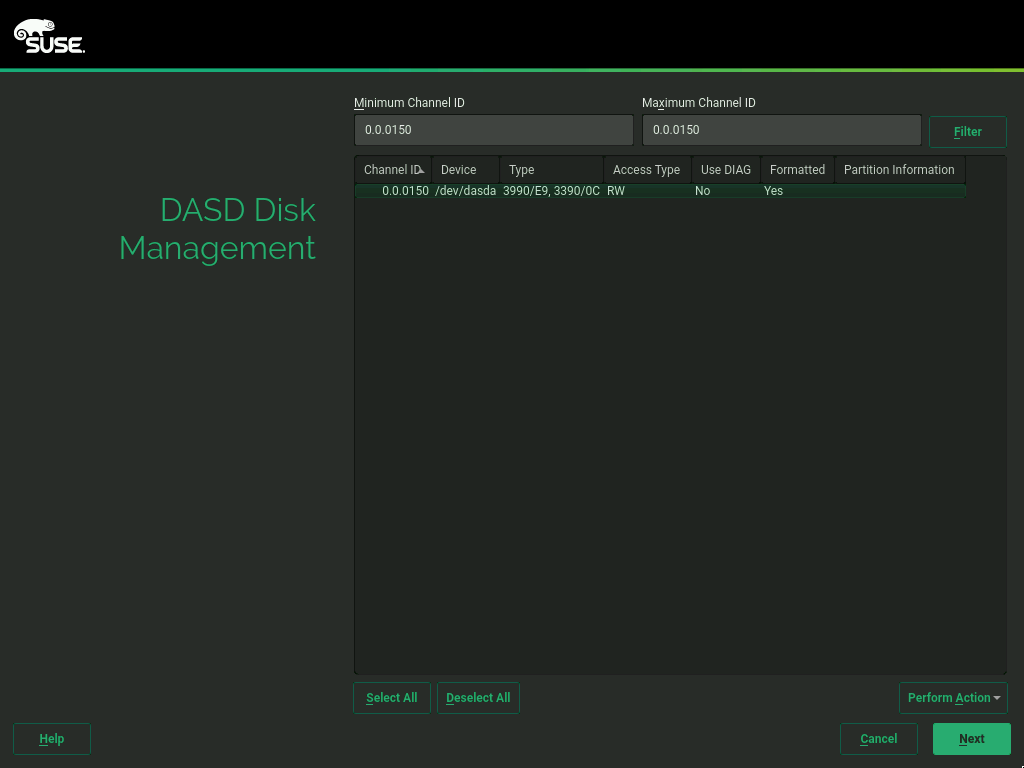 SUSE.
Minimum Channel ID Maximum Channel ID
0.0.0150 0.0.0150 Filter
Channel ID Device Type Access Type Use DIAG Formatted Partition Information
0.0.0150 /dev/dasda 3990/E9, 3390/0C RW No Yes
DASD Disk
Management
Select All Deselect All Perform Action
Help Cancel Next